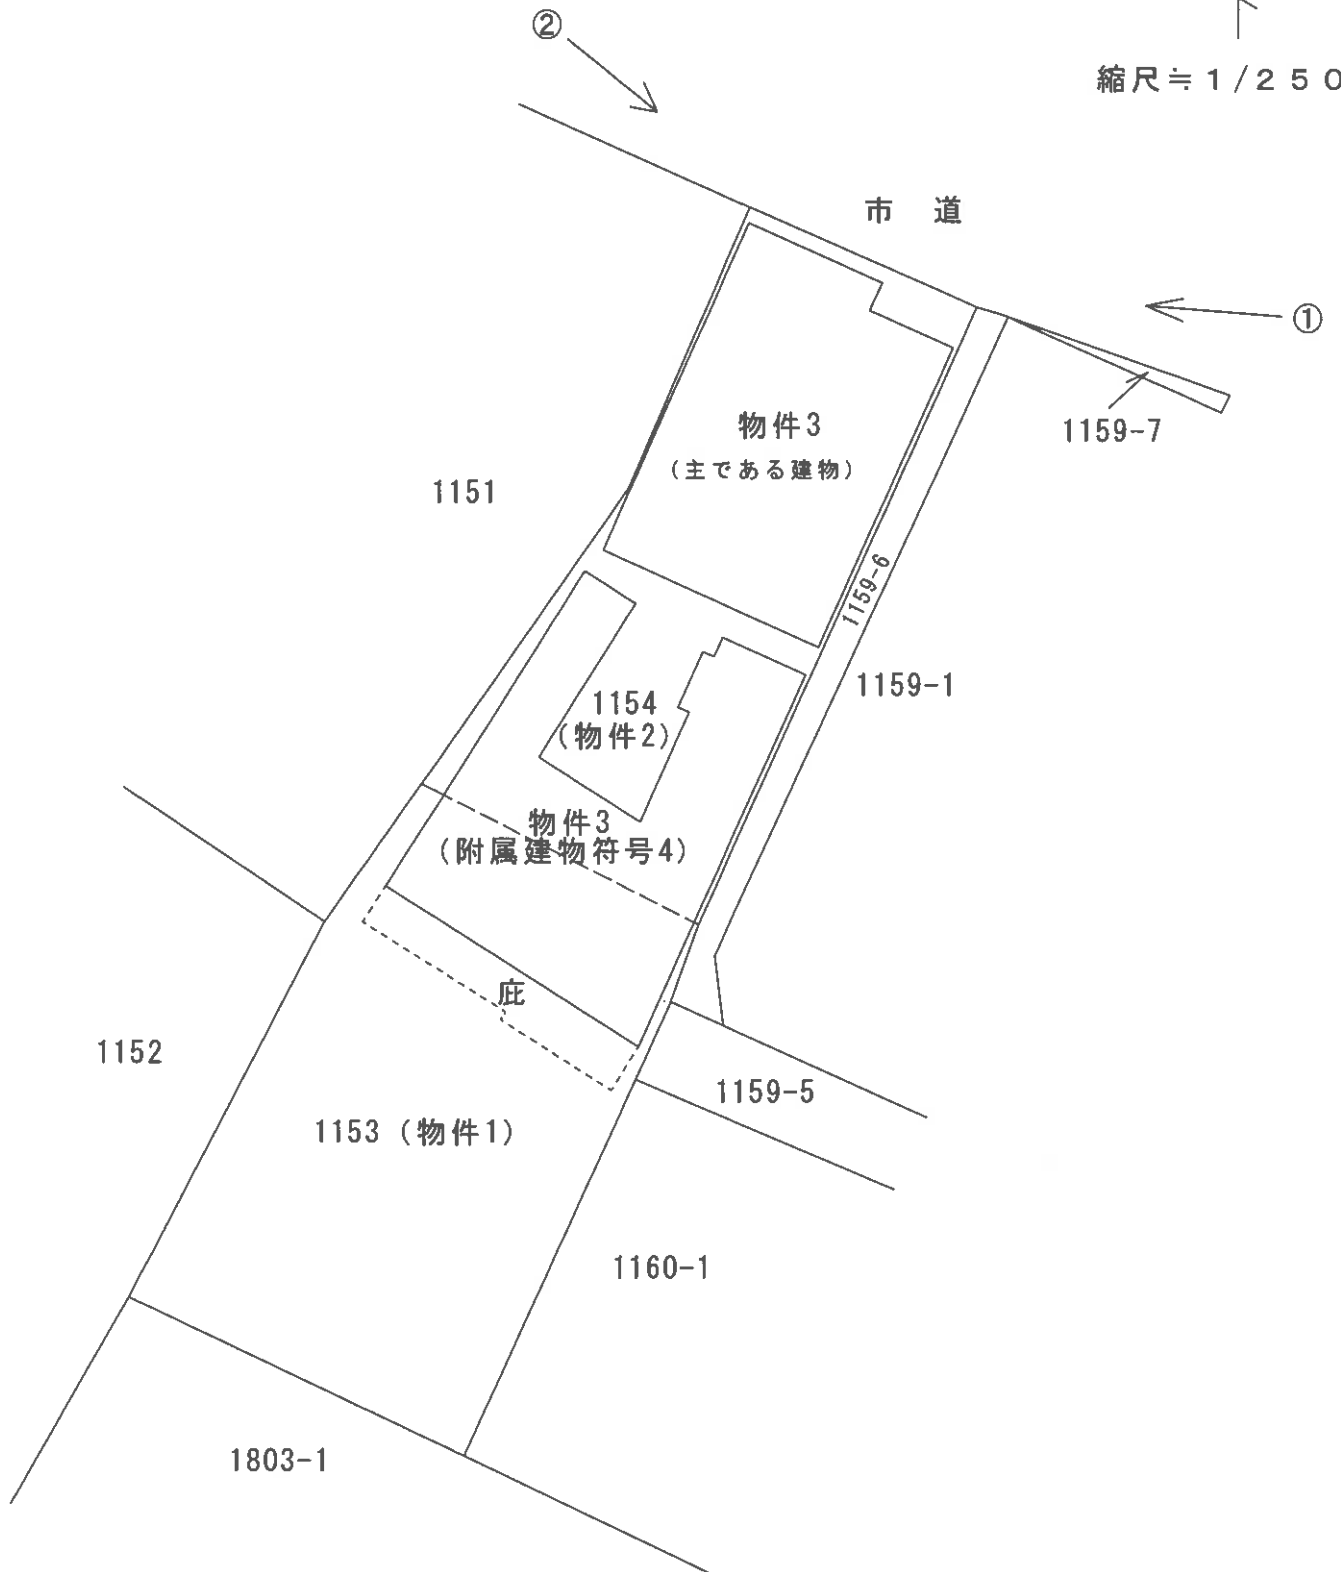 ②
縮尺≒1/250
市 道
①
物件3
(主である建物)
1159-7
1151
1159-6
1159-1
1154
(物件2)
物件3
(附属建物符号4)
庇
1152
1159-5
1153 (物件1)
1160-1
1803-1